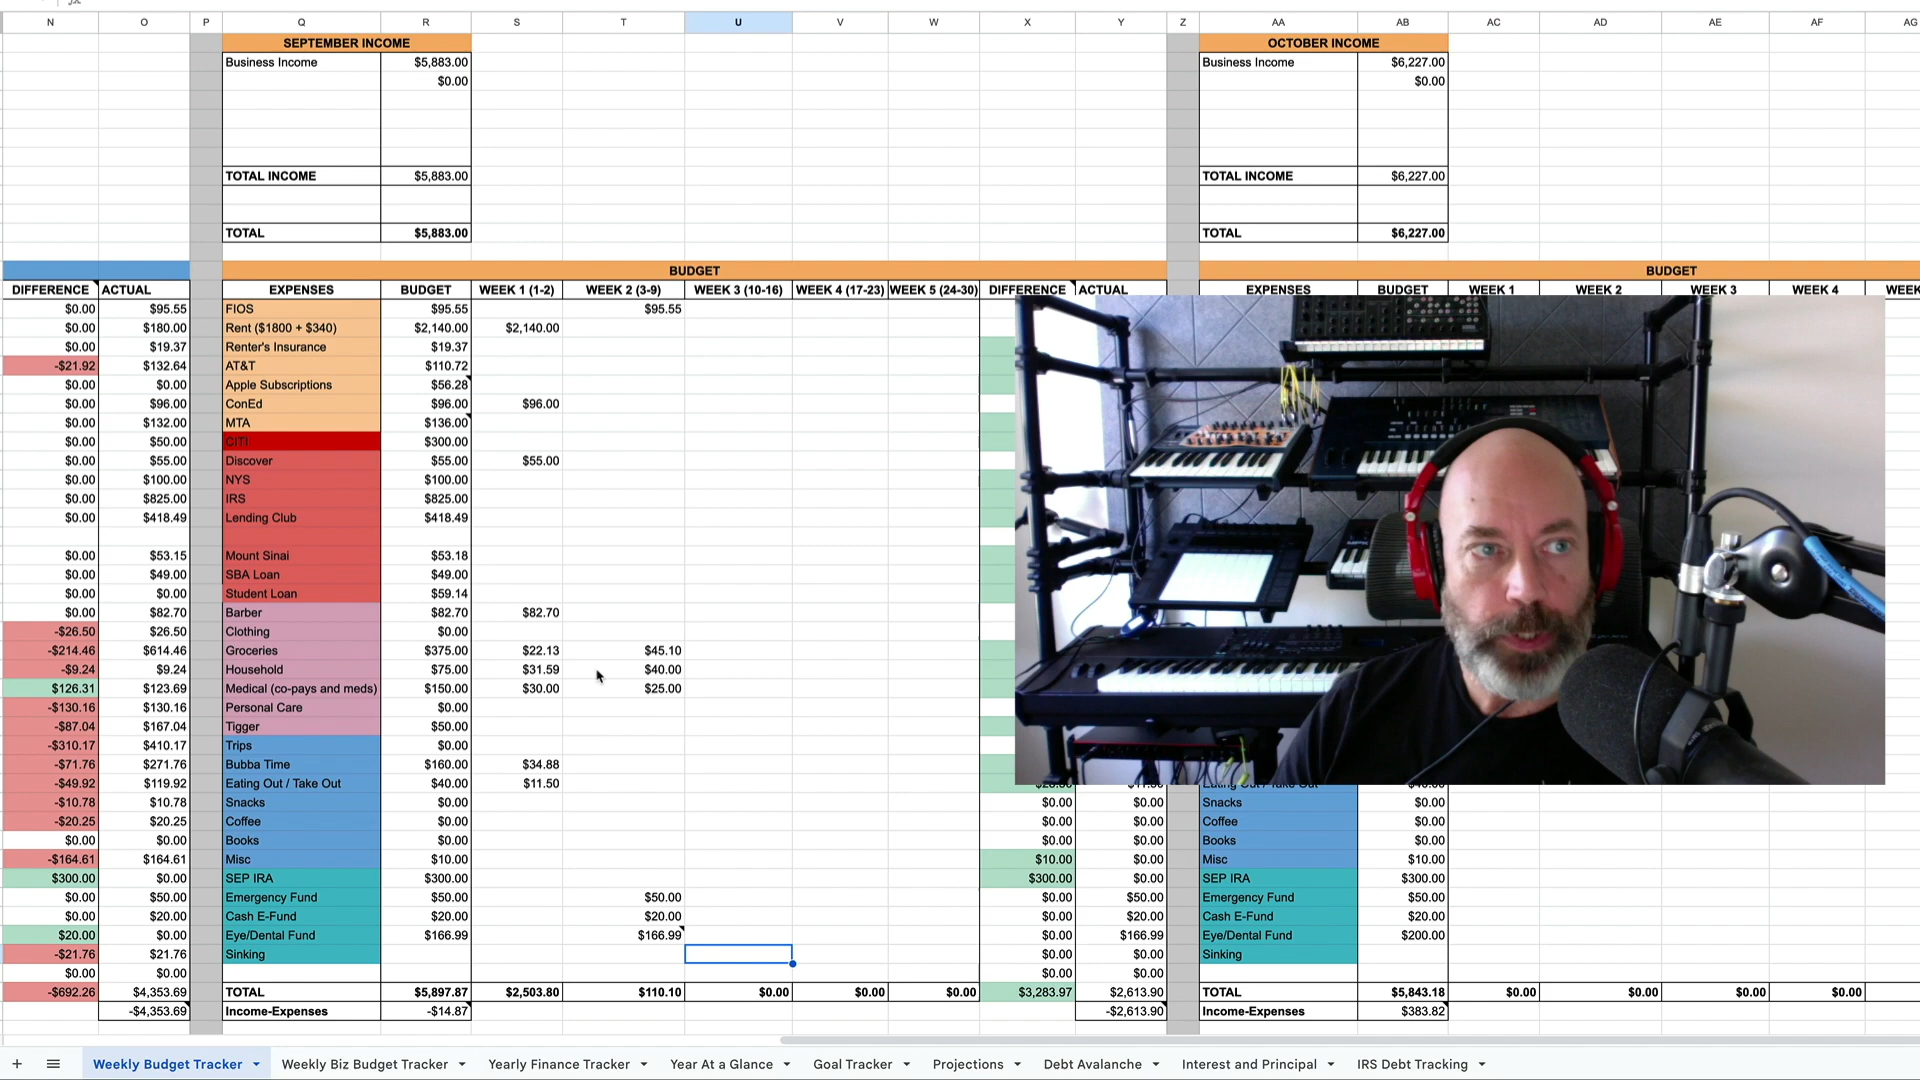 N O P Q R S T U V W X Y Z AA AB AC AD AE AF AG
SEPTEMBER INCOME OCTOBER INCOME
Business Income $5,883.00 Business Income $6,227.00
$0.00 $0.00
TOTAL INCOME $5,883.00 TOTAL INCOME $6,227.00
TOTAL $5,883.00 TOTAL $6,227.00
BUDGET BUDGET
DIFFERENCE ACTUAL EXPENSES BUDGET WEEK 1 (1-2) WEEK 2 (3-9) WEEK 3 (10-16) WEEK 4 (17-23) WEEK 5 (24-30) DIFFERENCE ACTUAL EXPENSES BUDGET WEEK 1 WEEK 2 WEEK 3 WEEK 4 WEEK
$0.00 $95.55 FIOS $95.55 $95.55
$0.00 $180.00 Rent ($1800 + $340) $2,140.00 $2,140.00
$0.00 $19.37 Renter's Insurance $19.37
-$21.92 $132.64 AT&T $110.72
$0.00 $0.00 Apple Subscriptions $56.28
$0.00 $96.00 ConEd $96.00 $96.00
$0.00 $132.00 MTA $136.00
$0.00 $50.00 CITI $300.00
$0.00 $55.00 Discover $55.00 $55.00
$0.00 $100.00 NYS $100.00
$0.00 $825.00 IRS $825.00
$0.00 $418.49 Lending Club $418.49
$0.00 $53.15 Mount Sinai $53.18
$0.00 $49.00 SBA Loan $49.00
$0.00 $0.00 Student Loan $59.14
$0.00 $82.70 Barber $82.70 $82.70
-$26.50 $26.50 Clothing $0.00
-$214.46 $614.46 Groceries $375.00 $22.13 $45.10
-$9.24 $9.24 Household $75.00 $31.59 $40.00
$126.31 $123.69 Medical (co-pays and meds) $150.00 $30.00 $25.00
-$130.16 $130.16 Personal Care $0.00
-$87.04 $167.04 Tigger $50.00
-$310.17 $410.17 Trips $0.00
-$71.76 $271.76 Bubba Time $160.00 $34.88
-$49.92 $119.92 Eating Out / Take Out $40.00 $11.50
-$10.78 $10.78 Snacks $0.00 $0.00 $0.00 Snacks $0.00
-$20.25 $20.25 Coffee $0.00 $0.00 $0.00 Coffee $0.00
$0.00 $0.00 Books $0.00 $0.00 $0.00 Books $0.00
-$164.61 $164.61 Misc $10.00 $10.00 $0.00 Misc $10.00
$300.00 $0.00 SEP IRA $300.00 $300.00 $0.00 SEP IRA $300.00
$0.00 $50.00 Emergency Fund $50.00 $50.00 $0.00 $50.00 Emergency Fund $50.00
$0.00 $20.00 Cash E-Fund $20.00 $20.00 $0.00 $20.00 Cash E-Fund $20.00
$20.00 $0.00 Eye/Dental Fund $166.99 $166.99 $0.00 $166.99 Eye/Dental Fund $200.00
-$21.76 $21.76 Sinking $0.00 $0.00 Sinking
$0.00 $0.00 $0.00 $0.00
-$692.26 $4,353.69 TOTAL $5,897.87 $2,503.80 $110.10 $0.00 $0.00 $0.00 $3,283.97 $2,613.90 TOTAL $5,843.18 $0.00 $0.00 $0.00 $0.00
-$4,353.69 Income-Expenses -$14.87 -$2,613.90 Income-Expenses $383.82
Weekly Budget Tracker Weekly Biz Budget Tracker Yearly Finance Tracker Year At a Glance Goal Tracker Projections Debt Avalanche Interest and Principal IRS Debt Tracking